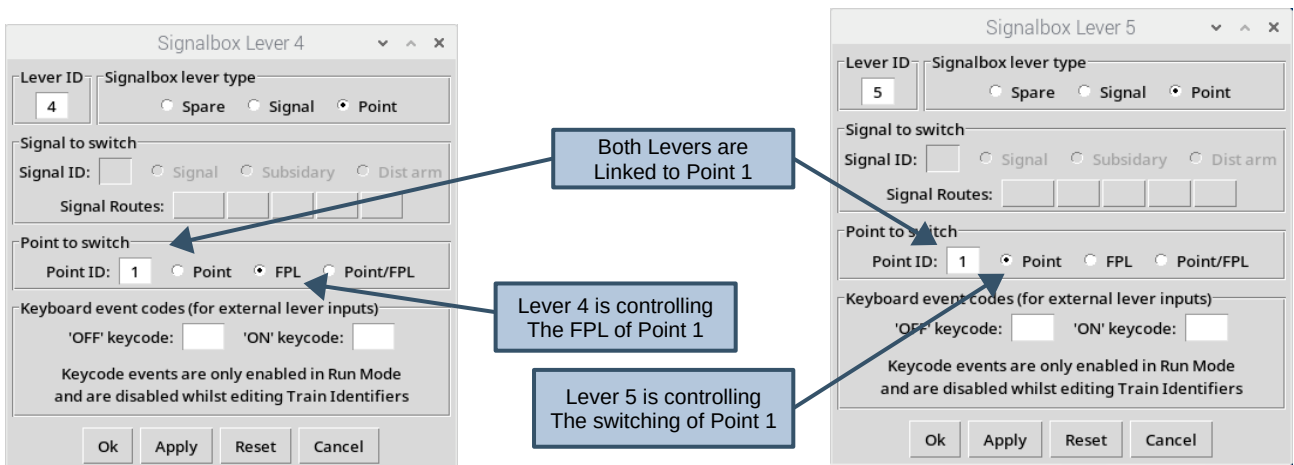 Signalbox Lever 4
Lever ID
Signalbox lever type
4
Spare
Signal
Point
Signal to switch
Signal ID:
Signal
Subsidary
Dist arm
Signal Routes:
Point to switch
Point ID:
1
Point
FPL
Point/FPL
Keyboard event codes (for external lever inputs)
'OFF' keycode:
'ON' keycode:
Keycode events are only enabled in Run Mode
and are disabled whilst editing Train Identifiers
Ok
Apply
Reset
Cancel
Both Levers are
Linked to Point 1
Lever 4 is controlling
The FPL of Point 1
Lever 5 is controlling
The switching of Point 1
Signalbox Lever 5
Lever ID
Signalbox lever type
5
Spare
Signal
Point
Signal to switch
Signal ID:
Signal
Subsidary
Dist arm
Signal Routes:
Point to switch
Point ID:
1
Point
FPL
Point/FPL
Keyboard event codes (for external lever inputs)
'OFF' keycode:
'ON' keycode:
Keycode events are only enabled in Run Mode
and are disabled whilst editing Train Identifiers
Ok
Apply
Reset
Cancel